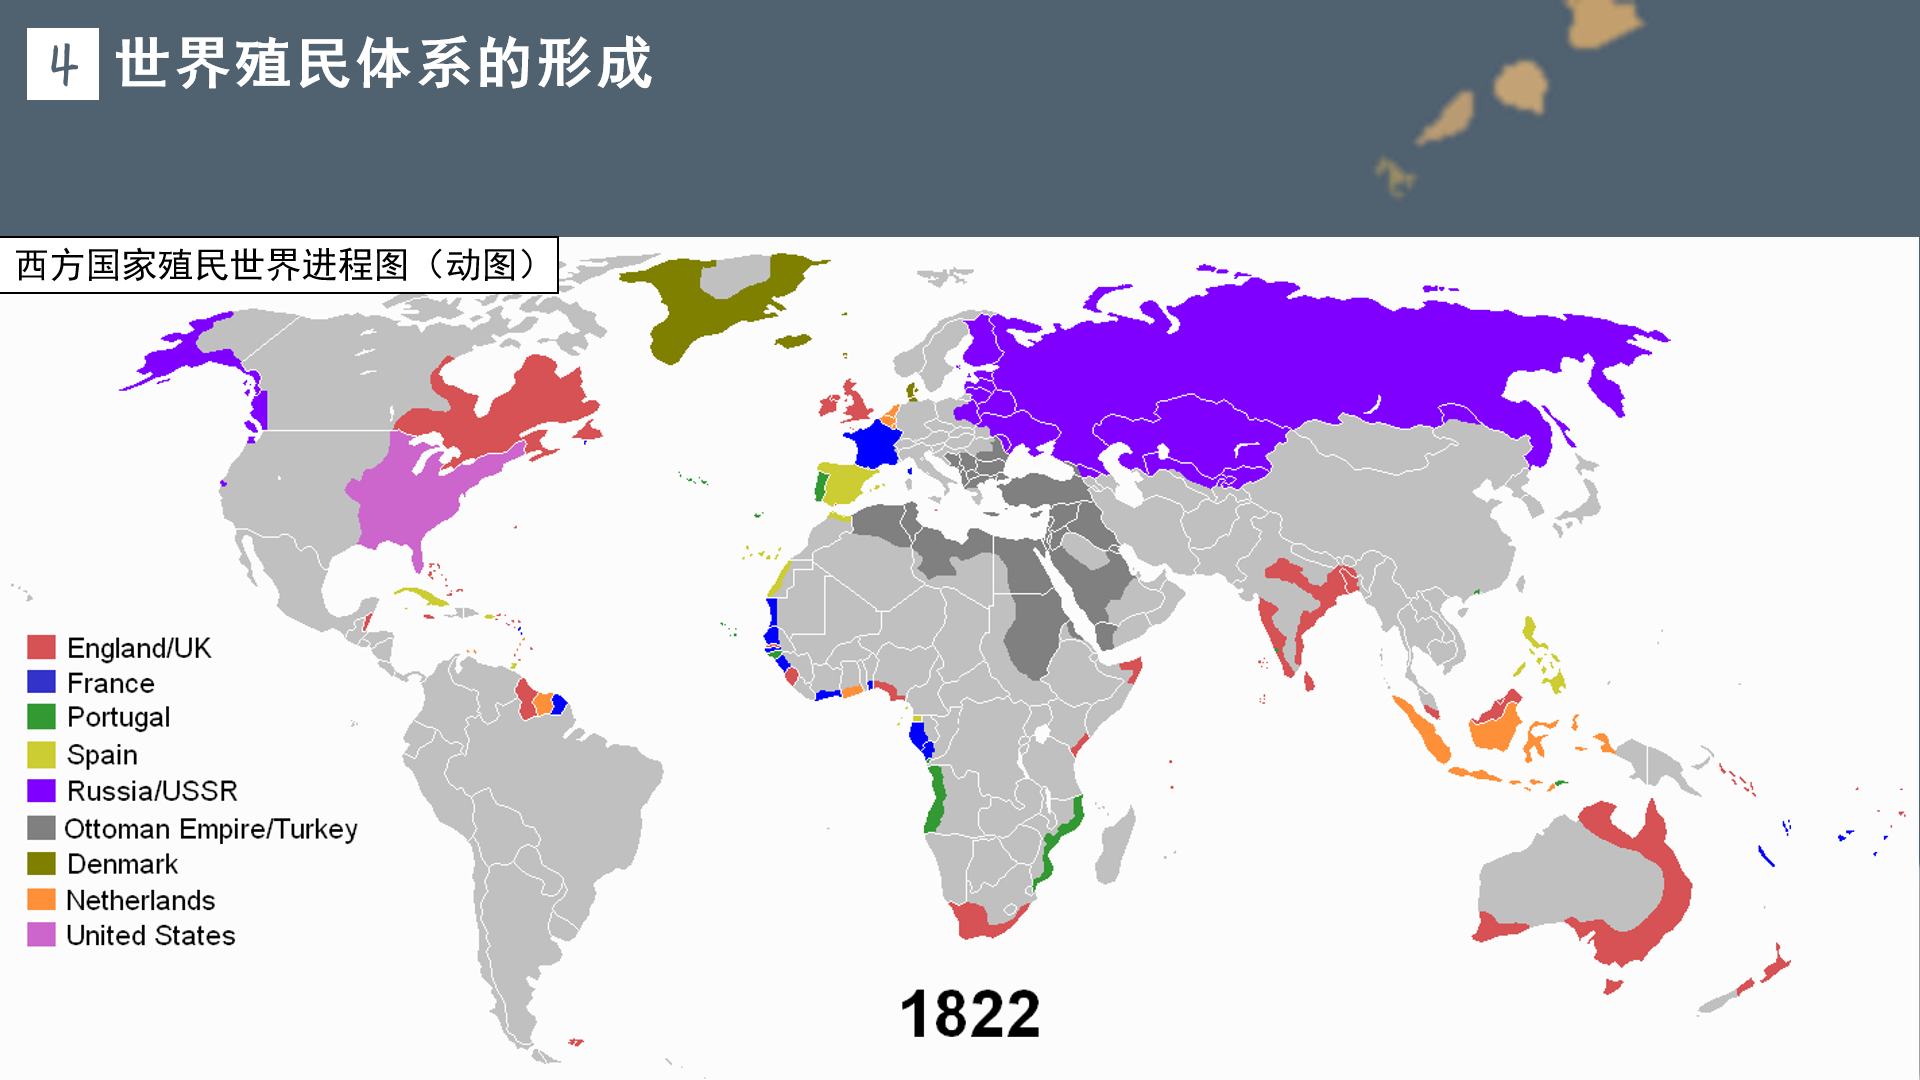 4 世界殖民体系的形成
西方国家殖民世界进程图（动图）
England/UK
France
Portugal
Spain
Russia/USSR
Ottoman Empire/Turkey
Denmark
Netherlands
United States
1822